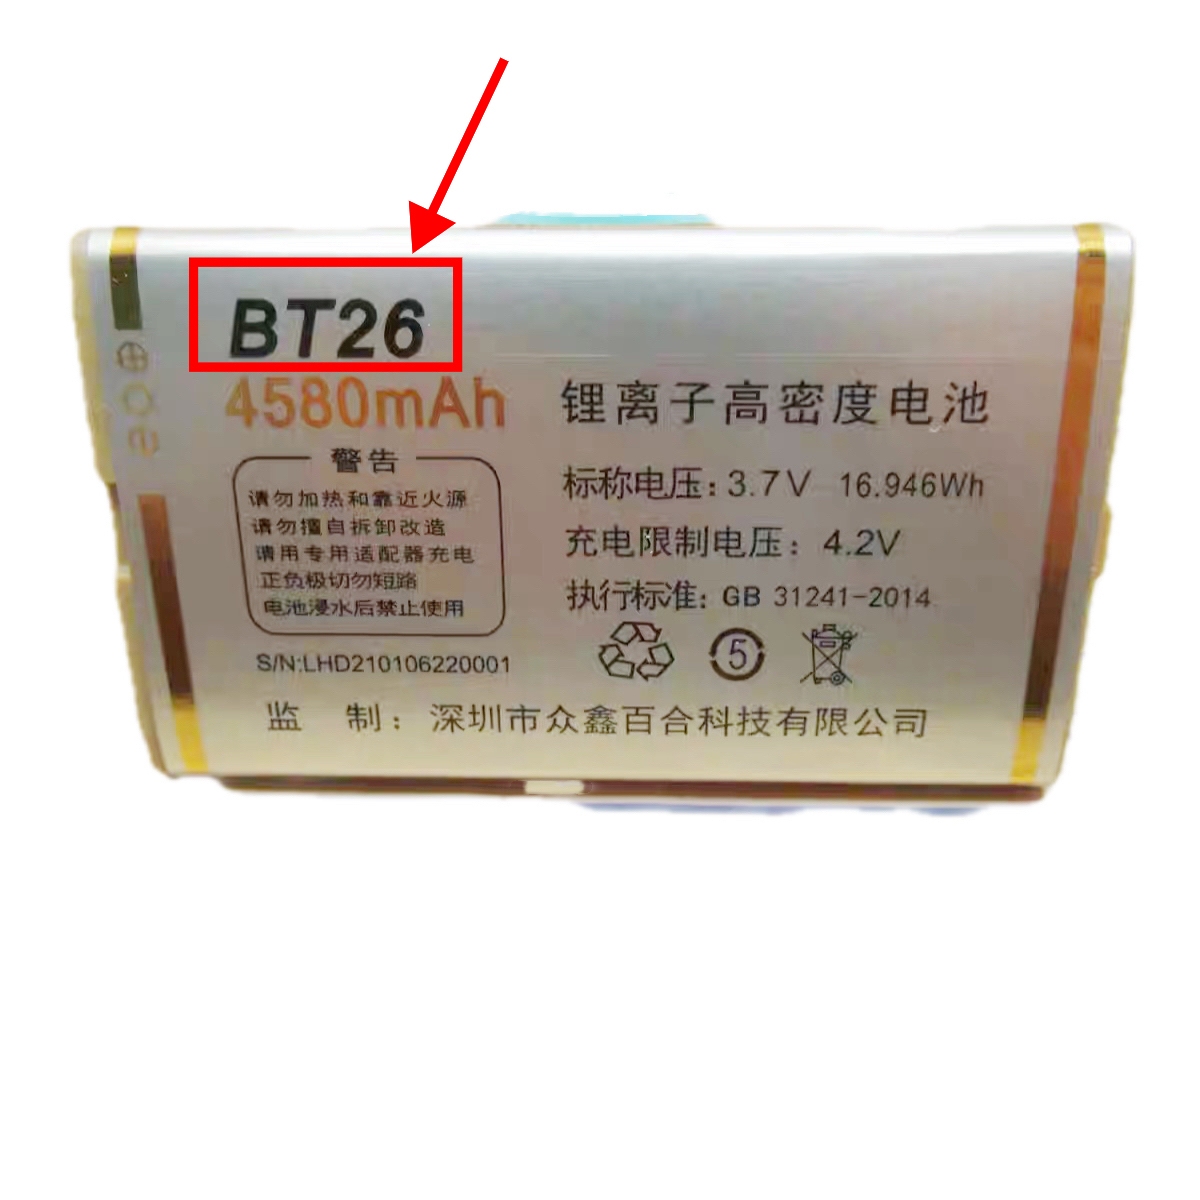 BT26
4580mAh
锂离子高密度电池
警告
请勿加热和靠近火源
请勿擅自拆卸改造
请用专用适配器充电
正负极切勿短路
电池浸水后禁止使用
标称电压：3.7V 16.946Wh
充电限制电压：4.2V
执行标准：GB 31241-2014
5
S/N:LHD210106220001
监 制：深圳市众鑫百合科技有限公司